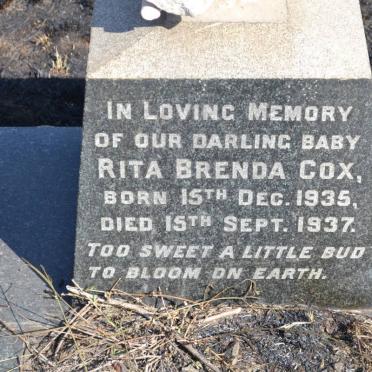 IN LOVING MEMORY
OF OUR DARLING BABY
RITA BRENDA COX,
BORN 15TH DEC. 1935,
DIED 15TH SEPT. 1937.
TOO SWEET A LITTLE BUD
TO BLOOM ON EARTH.